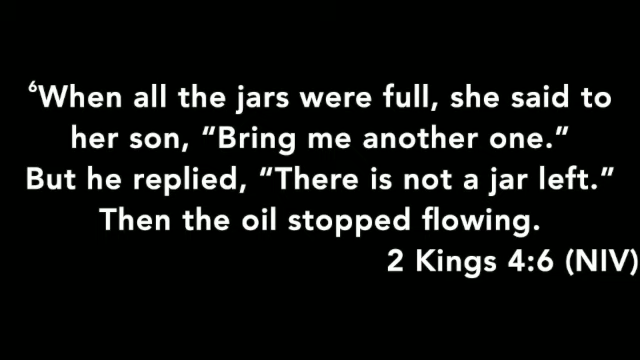 ⁶When all the jars were full, she said to
her son, “Bring me another one.”
But he replied, “There is not a jar left.”
Then the oil stopped flowing.
2 Kings 4:6 (NIV)